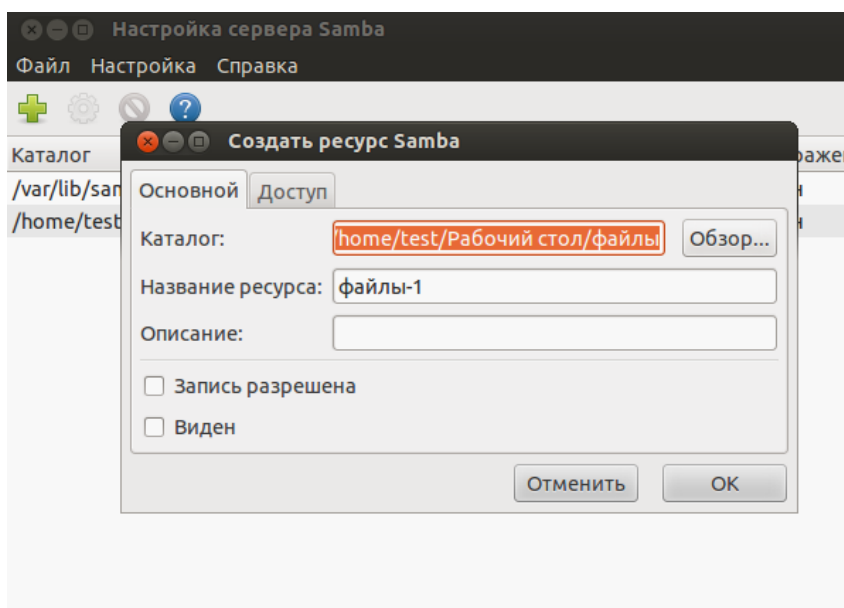 Настройка сервера Samba
Файл Настройка Справка
Каталог
/var/lib/sam
/home/test
Создать ресурс Samba
Основной Доступ
Каталог: /home/test/Рабочий стол/файлы Обзор...
Название ресурса: файлы-1
Описание:
Запись разрешена
Виден
Отменить OK